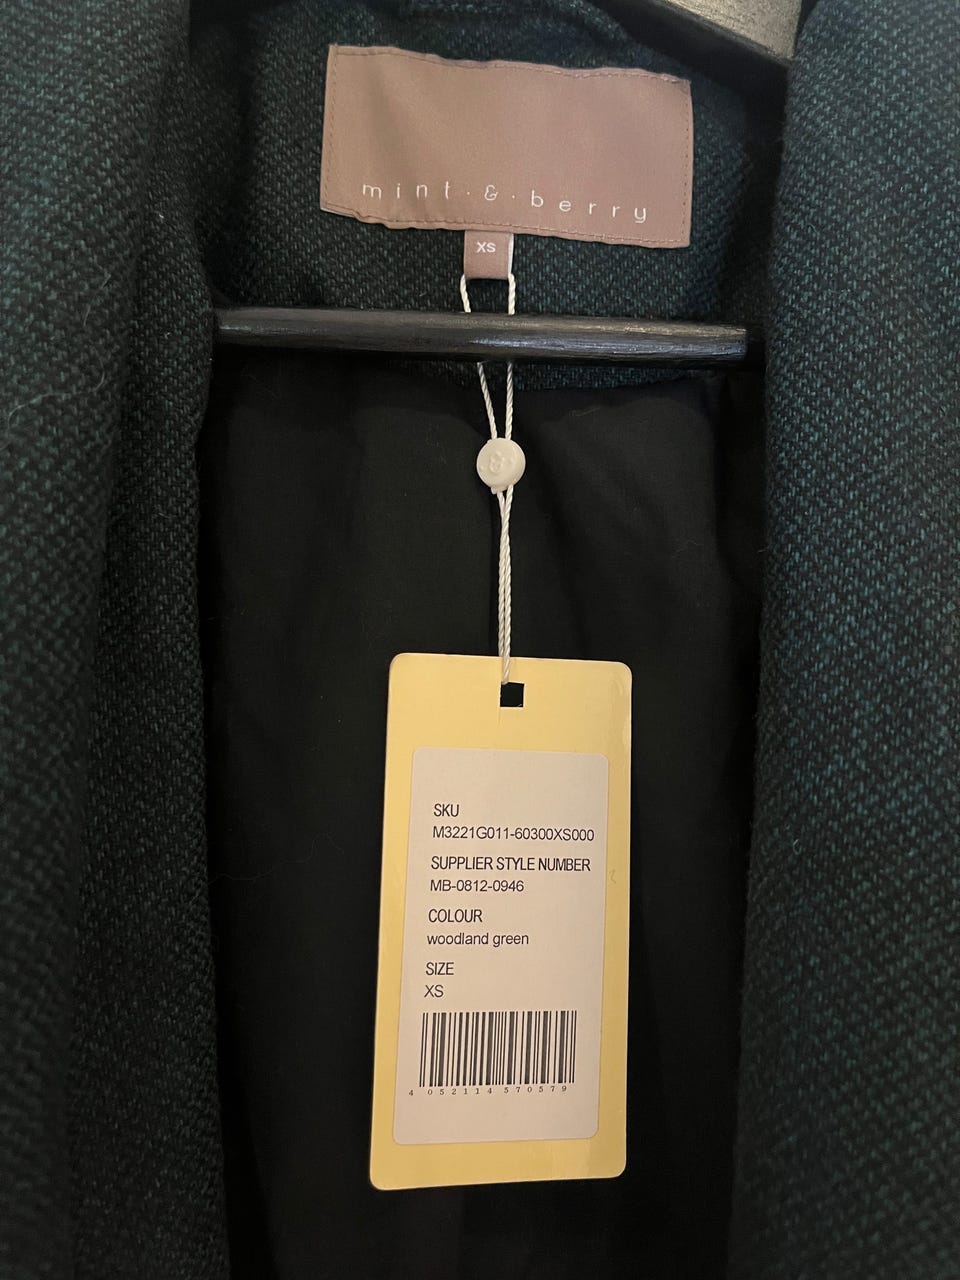 mint·&·berry
XS
SKU
M3221G011-60300XS000
SUPPLIER STYLE NUMBER
MB-0812-0946
COLOUR
woodland green
SIZE
XS
4 052114 570579